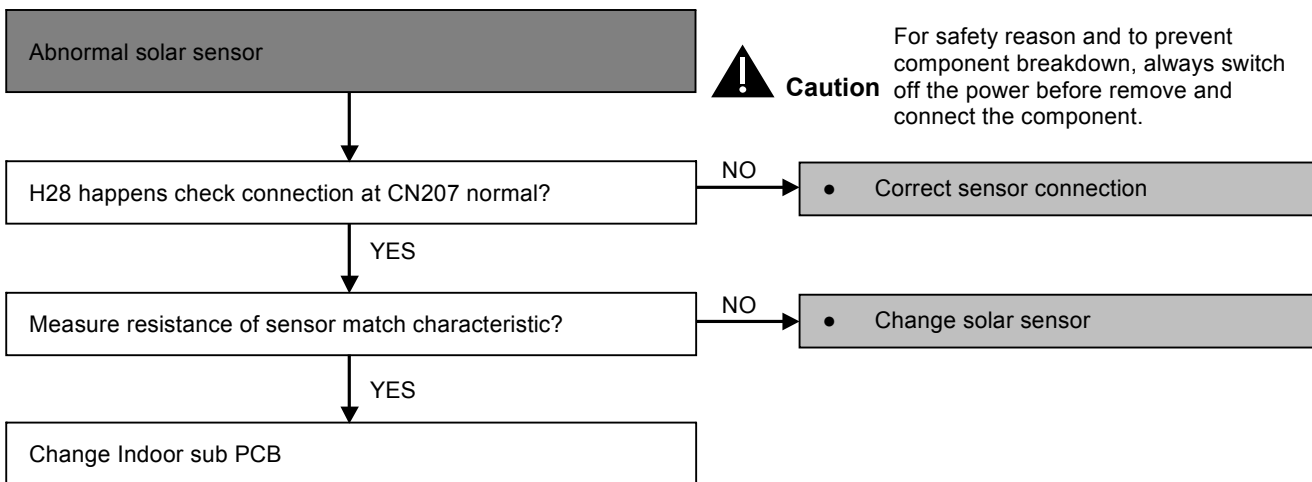 Abnormal solar sensor
Caution
For safety reason and to prevent
component breakdown, always switch
off the power before remove and
connect the component.
H28 happens check connection at CN207 normal?
NO
● Correct sensor connection
YES
Measure resistance of sensor match characteristic?
NO
● Change solar sensor
YES
Change Indoor sub PCB